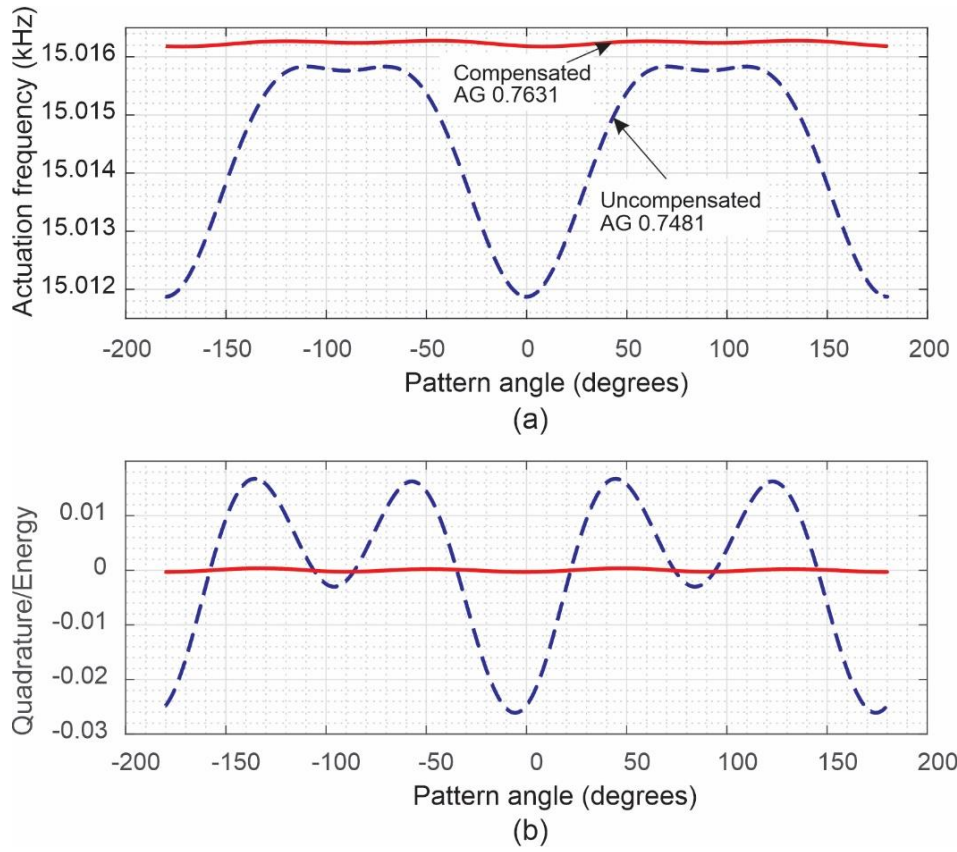 Actuation frequency (kHz)
15.016
15.015
15.014
15.013
15.012
Compensated
AG 0.7631
Uncompensated
AG 0.7481
-200 -150 -100 -50 0 50 100 150 200
Pattern angle (degrees)
(a)
Quadrature/Energy
0.01
0
-0.01
-0.02
-0.03
-200 -150 -100 -50 0 50 100 150 200
Pattern angle (degrees)
(b)